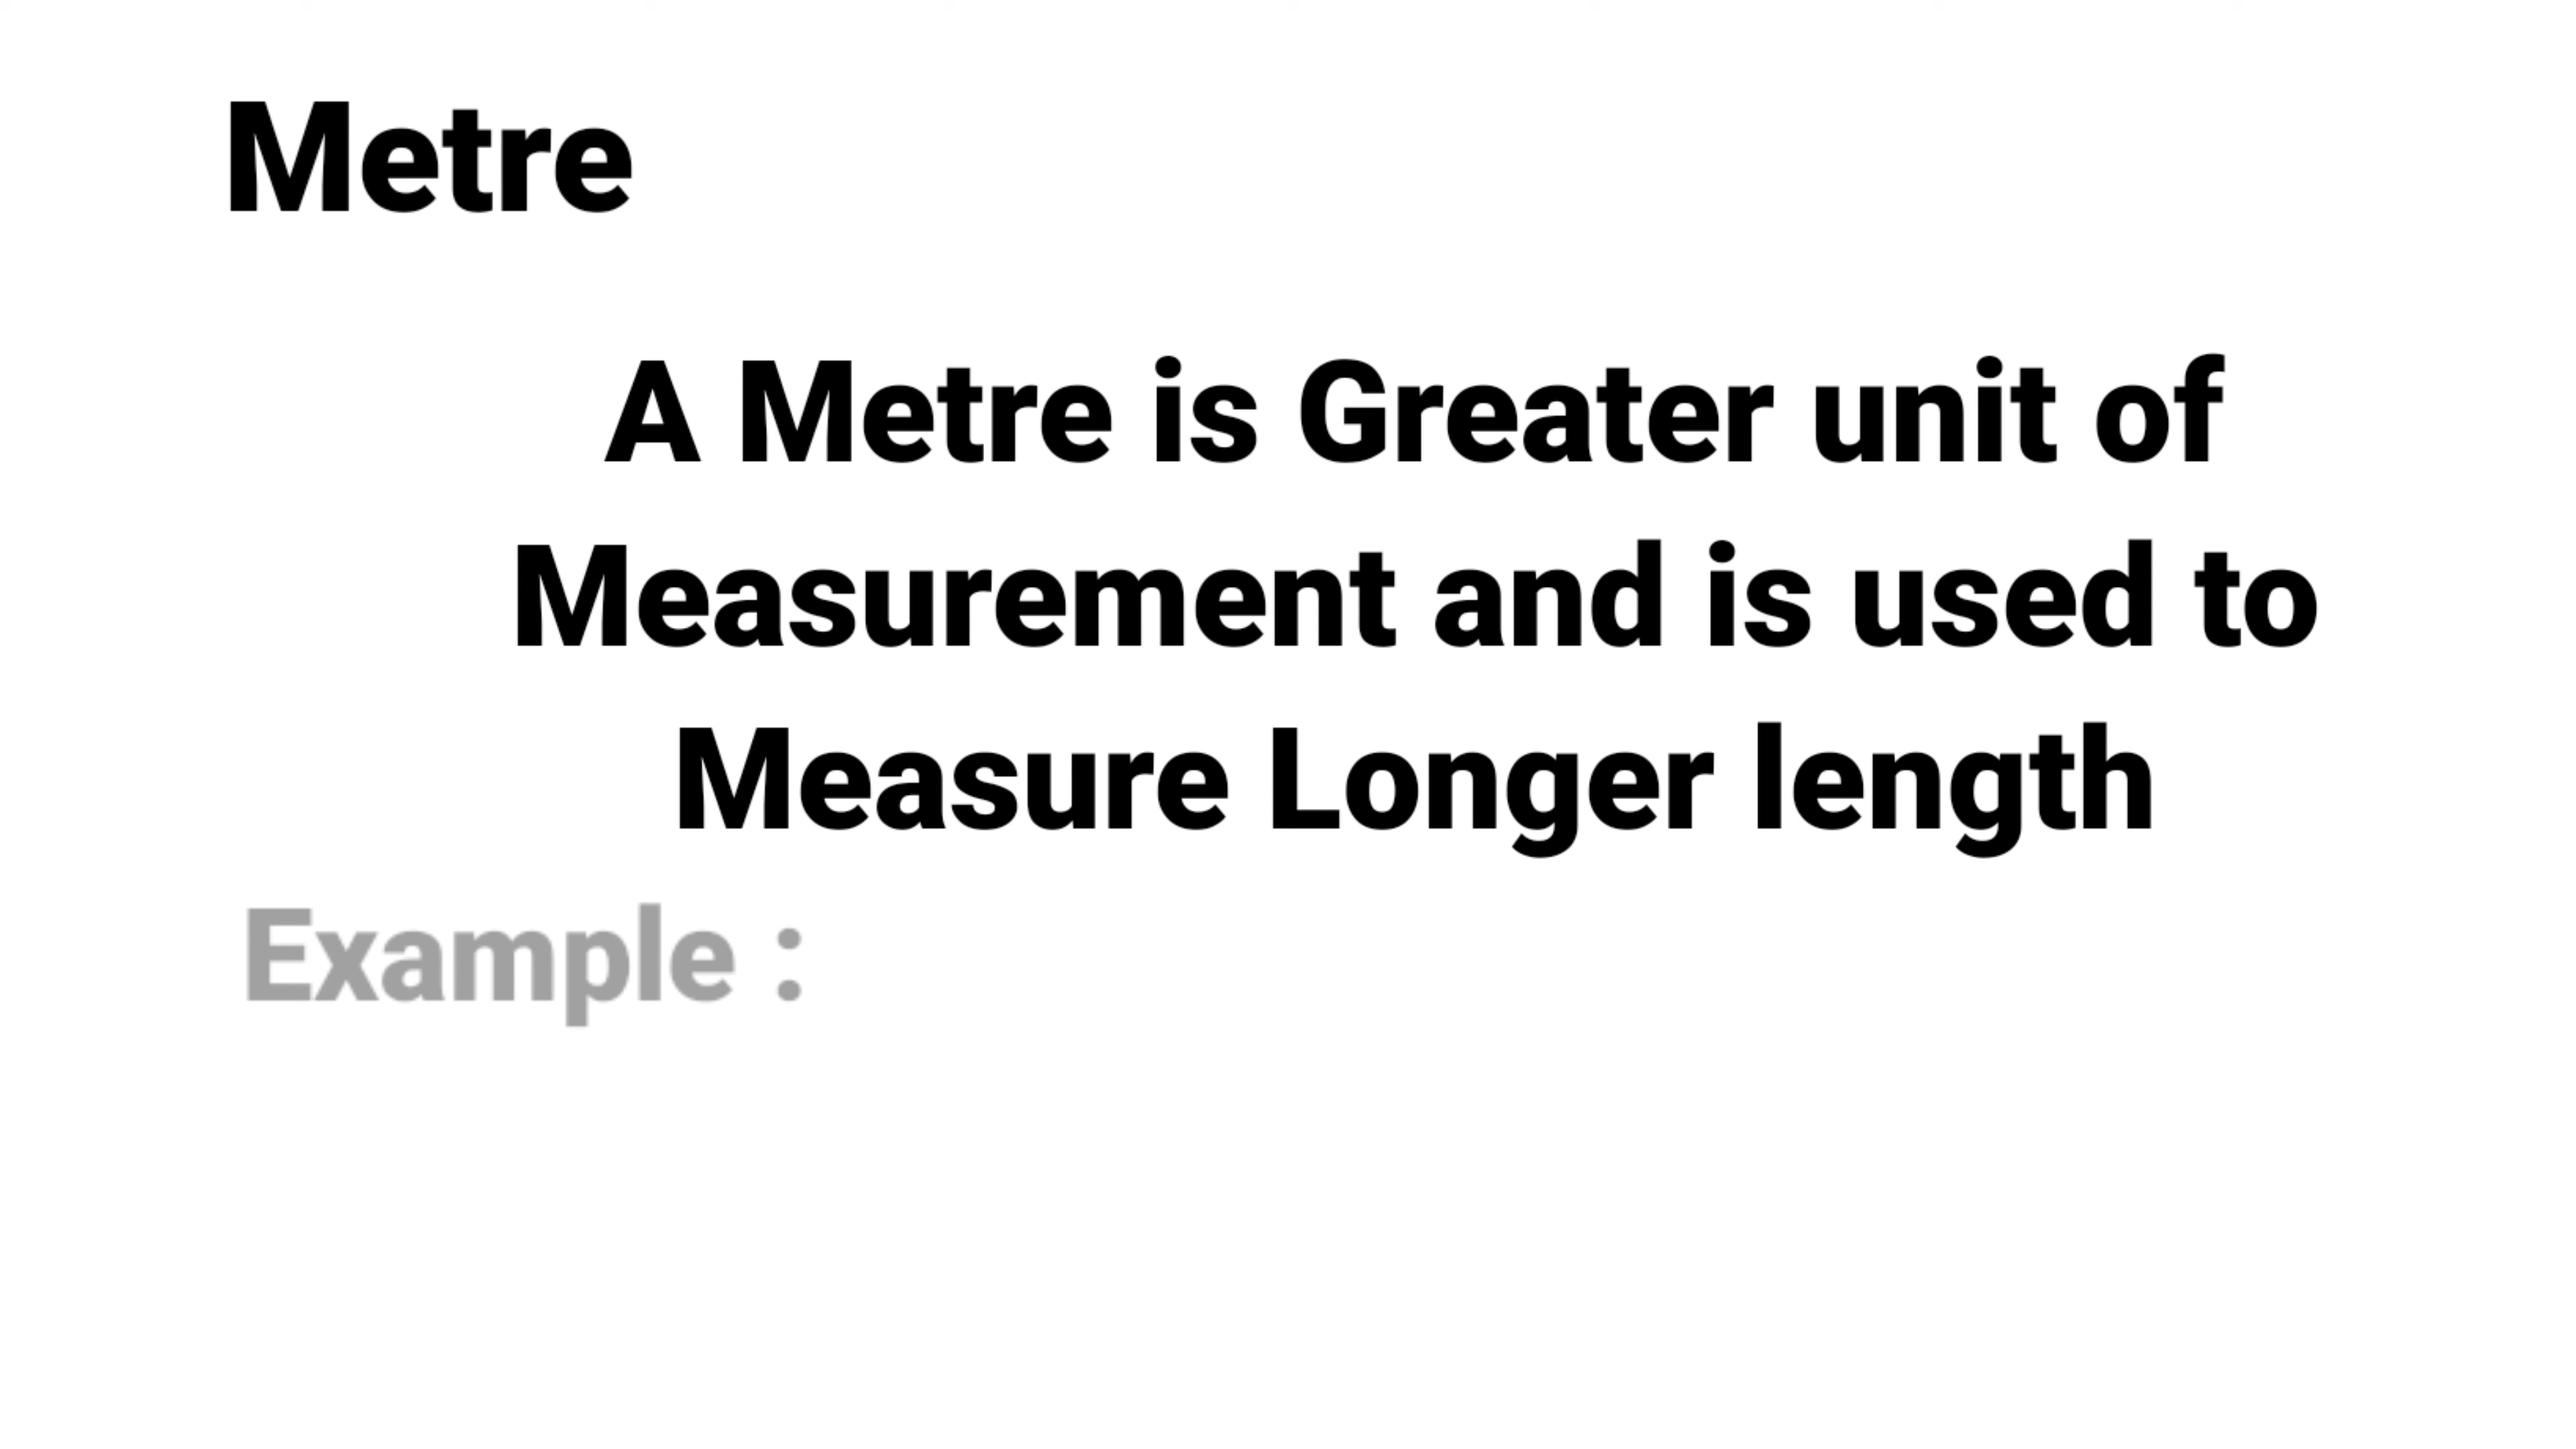 Metre
A Metre is Greater unit of
Measurement and is used to
Measure Longer length
Example :